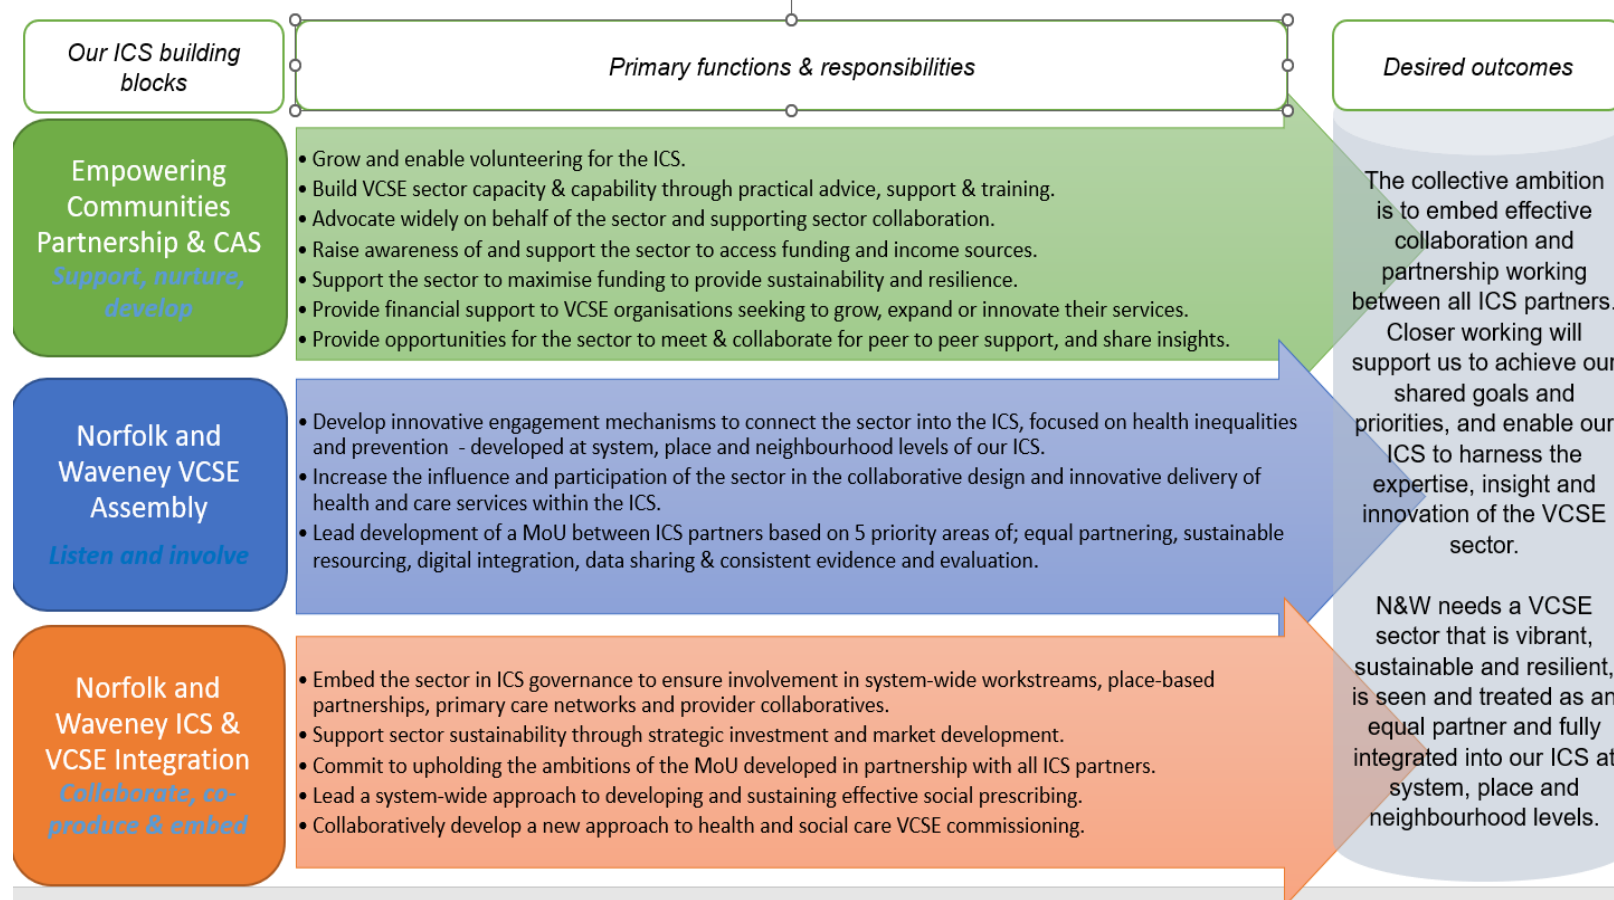 Our ICS building
blocks
Primary functions & responsibilities
Desired outcomes
Empowering
Communities
Partnership & CAS
Support, nurture,
develop
• Grow and enable volunteering for the ICS.
• Build VCSE sector capacity & capability through practical advice, support & training.
• Advocate widely on behalf of the sector and supporting sector collaboration.
• Raise awareness of and support the sector to access funding and income sources.
• Support the sector to maximise funding to provide sustainability and resilience.
• Provide financial support to VCSE organisations seeking to grow, expand or innovate their services.
• Provide opportunities for the sector to meet & collaborate for peer to peer support, and share insights.
Norfolk and
Waveney VCSE
Assembly
Listen and involve
• Develop innovative engagement mechanisms to connect the sector into the ICS, focused on health inequalities
and prevention - developed at system, place and neighbourhood levels of our ICS.
• Increase the influence and participation of the sector in the collaborative design and innovative delivery of
health and care services within the ICS.
• Lead development of a MoU between ICS partners based on 5 priority areas of; equal partnering, sustainable
resourcing, digital integration, data sharing & consistent evidence and evaluation.
Norfolk and
Waveney ICS &
VCSE Integration
Collaborate, co-
produce & embed
• Embed the sector in ICS governance to ensure involvement in system-wide workstreams, place-based
partnerships, primary care networks and provider collaboratives.
• Support sector sustainability through strategic investment and market development.
• Commit to upholding the ambitions of the MoU developed in partnership with all ICS partners.
• Lead a system-wide approach to developing and sustaining effective social prescribing.
• Collaboratively develop a new approach to health and social care VCSE commissioning.
The collective ambition
is to embed effective
collaboration and
partnership working
between all ICS partners.
Closer working will
support us to achieve our
shared goals and
priorities, and enable our
ICS to harness the
expertise, insight and
innovation of the VCSE
sector.
N&W needs a VCSE
sector that is vibrant,
sustainable and resilient,
is seen and treated as an
equal partner and fully
integrated into our ICS at
system, place and
neighbourhood levels.